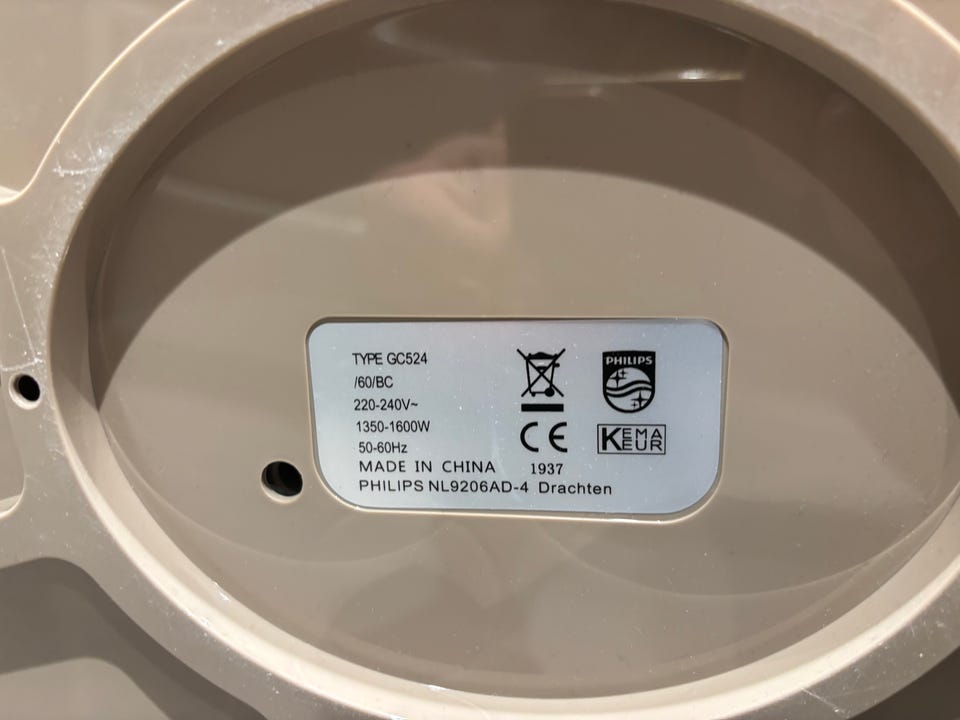 TYPE GC524
/60/BC
220-240V~
1350-1600W
50-60Hz
MADE IN CHINA 1937
PHILIPS NL9206AD-4 Drachten
CE
PHILIPS
KEMA
KEUR